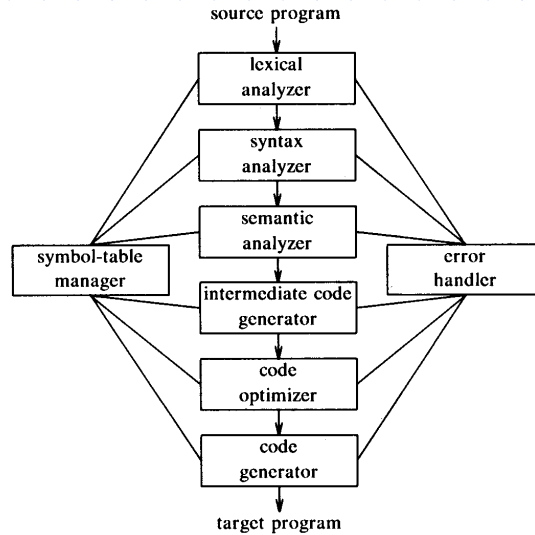 source program
lexical
analyzer
syntax
analyzer
semantic
analyzer
symbol-table
manager
error
handler
intermediate code
generator
code
optimizer
code
generator
target program